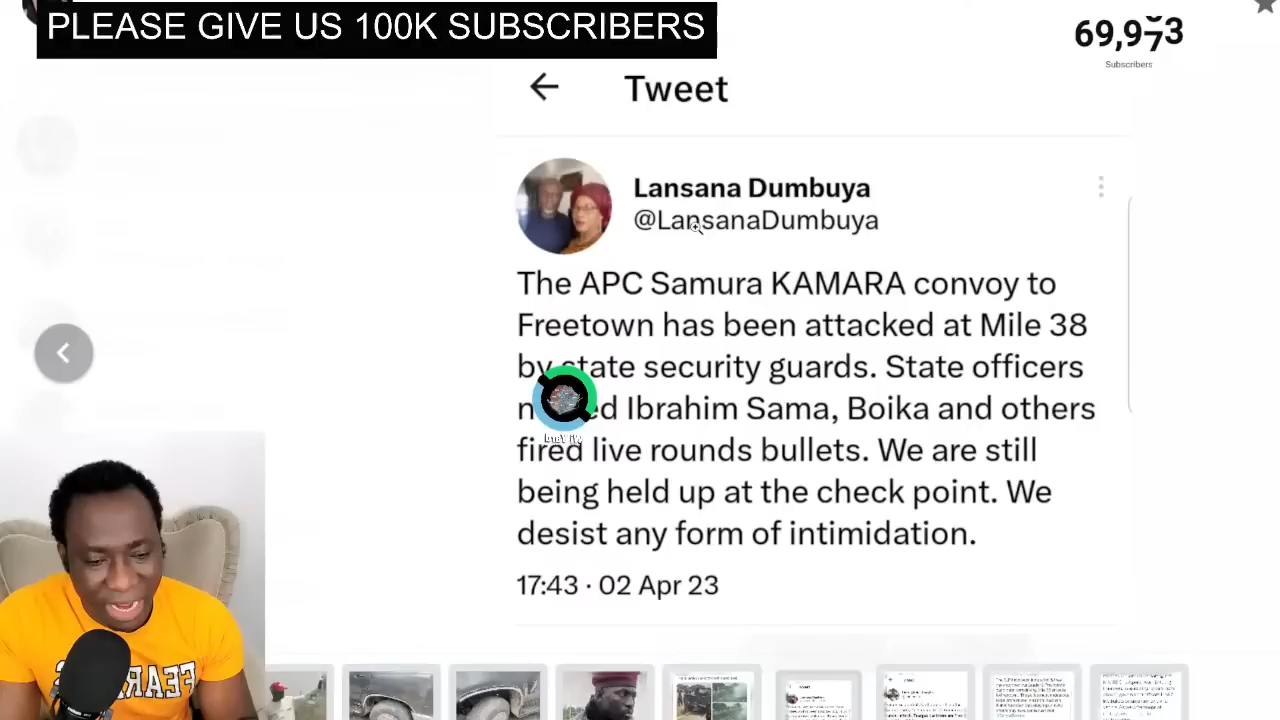 PLEASE GIVE US 100K SUBSCRIBERS
Subscribers
Tweet
Lansana Dumbuya
@LansanaDumbuya
The APC Samura KAMARA convoy to
Freetown has been attacked at Mile 38
by state security guards. State officers
Ibrahim Sama, Boika and others
fired live rounds bullets. We are still
being held up at the check point. We
desist any form of intimidation.
17:43 · 02 Apr 23